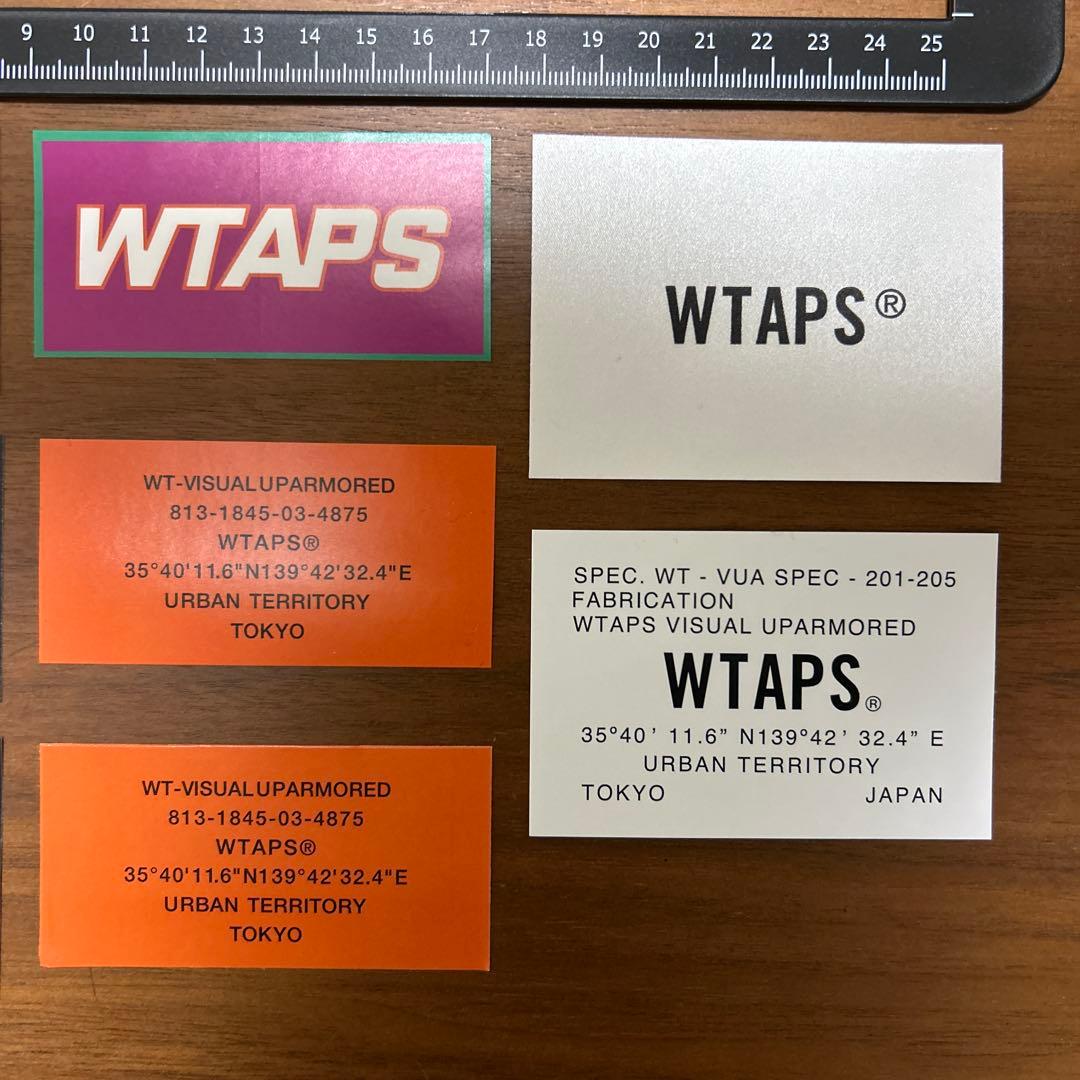 9 10 11 12 13 14 15 16 17 18 19 20 21 22 23 24 25
WTAPS
WTAPS®
WT-VISUALUPARMORED
813-1845-03-4875
WTAPS®
35°40'11.6"N139°42'32.4"E
URBAN TERRITORY
TOKYO
SPEC. WT - VUA SPEC - 201-205
FABRICATION
WTAPS VISUAL UPARMORED
WTAPS®
35°40’ 11.6” N139°42’ 32.4” E
URBAN TERRITORY
TOKYO JAPAN
WT-VISUALUPARMORED
813-1845-03-4875
WTAPS®
35°40'11.6"N139°42'32.4"E
URBAN TERRITORY
TOKYO